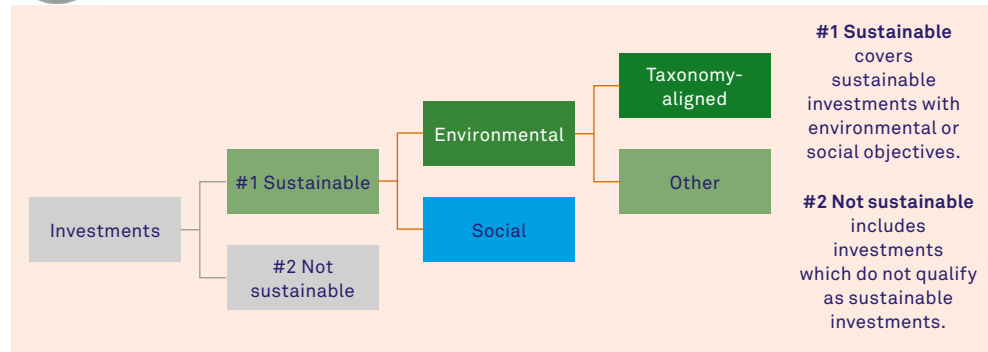 Investments
#1 Sustainable
#2 Not
sustainable
Environmental
Social
Taxonomy-
aligned
Other
#1 Sustainable
covers
sustainable
investments with
environmental or
social objectives.
#2 Not sustainable
includes
investments
which do not qualify
as sustainable
investments.